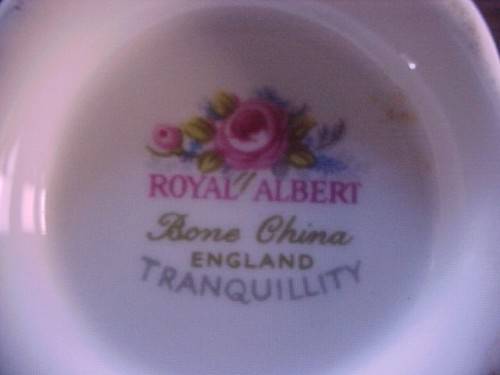 ROYAL ALBERT
Bone China
ENGLAND
TRANQUILLITY